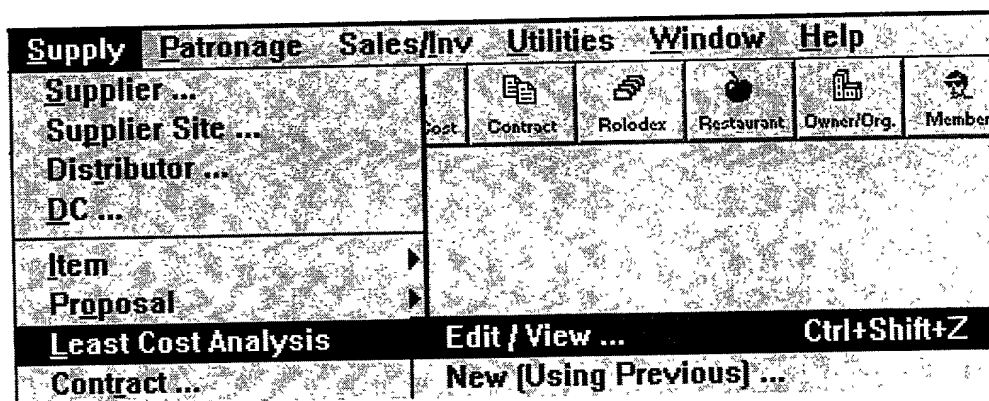 Supply Patronage Sales/Inv Utilities Window Help
Supplier ...
Supplier Site ...
Distributor ...
DC ...
Cost Contract Rolodex Restaurant Owner/Org. Member
Item
Proposal
Least Cost Analysis Edit / View ... Ctrl+Shift+Z
Contract ... New (Using Previous) ...